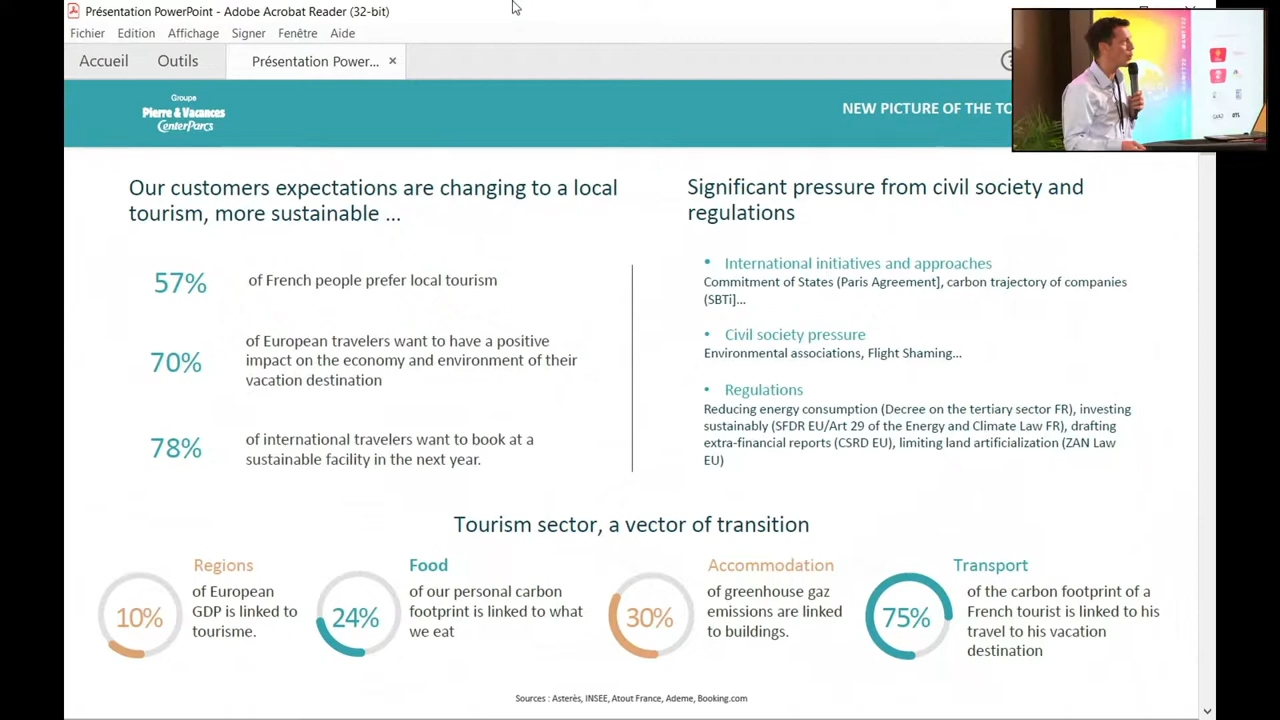 Présentation PowerPoint - Adobe Acrobat Reader (32-bit)
Fichier Edition Affichage Signer Fenêtre Aide
Accueil Outils Présentation Power... ×
Groupe
Pierre & Vacances
CenterParcs
NEW PICTURE OF THE
Our customers expectations are changing to a local
tourism, more sustainable ...
57% of French people prefer local tourism
70%
of European travelers want to have a positive
impact on the economy and environment of their
vacation destination
78%
of international travelers want to book at a
sustainable facility in the next year.
Significant pressure from civil society and
regulations
• International initiatives and approaches
Commitment of States (Paris Agreement], carbon trajectory of companies
(SBTi]...
• Civil society pressure
Environmental associations, Flight Shaming...
• Regulations
Reducing energy consumption (Decree on the tertiary sector FR), investing
sustainably (SFDR EU/Art 29 of the Energy and Climate Law FR), drafting
extra-financial reports (CSRD EU), limiting land artificialization (ZAN Law
EU)
Tourism sector, a vector of transition
Regions
10%
of European
GDP is linked to
tourisme.
Food
24%
of our personal carbon
footprint is linked to what
we eat
Accommodation
30%
of greenhouse gaz
emissions are linked
to buildings.
Transport
75%
of the carbon footprint of a
French tourist is linked to his
travel to his vacation
destination
Sources : Asterès, INSEE, Atout France, Ademe, Booking.com